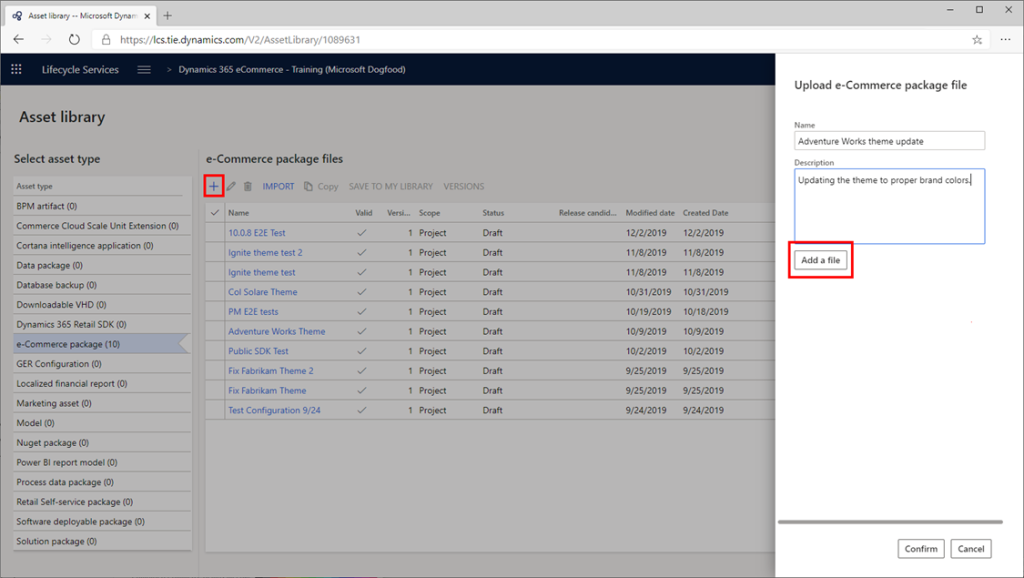 Asset library -- Microsoft Dynam
https://lcs.tie.dynamics.com/V2/AssetLibrary/1089631
Lifecycle Services > Dynamics 365 eCommerce - Training (Microsoft Dogfood)
Asset library
Select asset type
Asset type
BPM artifact (0)
Commerce Cloud Scale Unit Extension (0)
Cortana intelligence application (0)
Data package (0)
Database backup (0)
Downloadable VHD (0)
Dynamics 365 Retail SDK (0)
e-Commerce package (10)
GER Configuration (0)
Localized financial report (0)
Marketing asset (0)
Model (0)
Nuget package (0)
Power BI report model (0)
Process data package (0)
Retail Self-service package (0)
Software deployable package (0)
Solution package (0)
e-Commerce package files
IMPORT Copy SAVE TO MY LIBRARY VERSIONS
Name Valid Versi... Scope Status Release candid... Modified date Created Date
10.0.8 E2E Test 1 Project Draft 12/2/2019 12/2/2019
Ignite theme test 2 1 Project Draft 11/8/2019 11/8/2019
Ignite theme test 1 Project Draft 11/8/2019 11/8/2019
Col Solare Theme 1 Project Draft 10/31/2019 10/31/2019
PM E2E tests 1 Project Draft 10/19/2019 10/18/2019
Adventure Works Theme 1 Project Draft 10/9/2019 10/9/2019
Public SDK Test 1 Project Draft 10/2/2019 10/2/2019
Fix Fabrikam Theme 2 1 Project Draft 9/25/2019 9/25/2019
Fix Fabrikam Theme 1 Project Draft 9/25/2019 9/25/2019
Test Configuration 9/24 1 Project Draft 9/24/2019 9/24/2019
Upload e-Commerce package file
Name
Adventure Works theme update
Description
Updating the theme to proper brand colors.
Add a file
Confirm Cancel